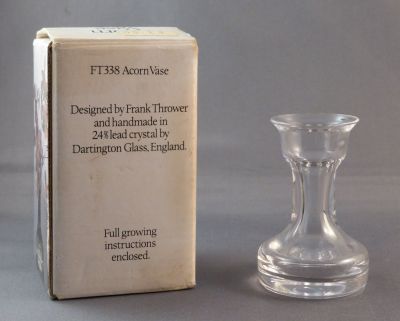 FT338 Acorn Vase
Designed by Frank Thrower
and handmade in
24% lead crystal by
Dartington Glass, England.
Full growing
instructions
enclosed.